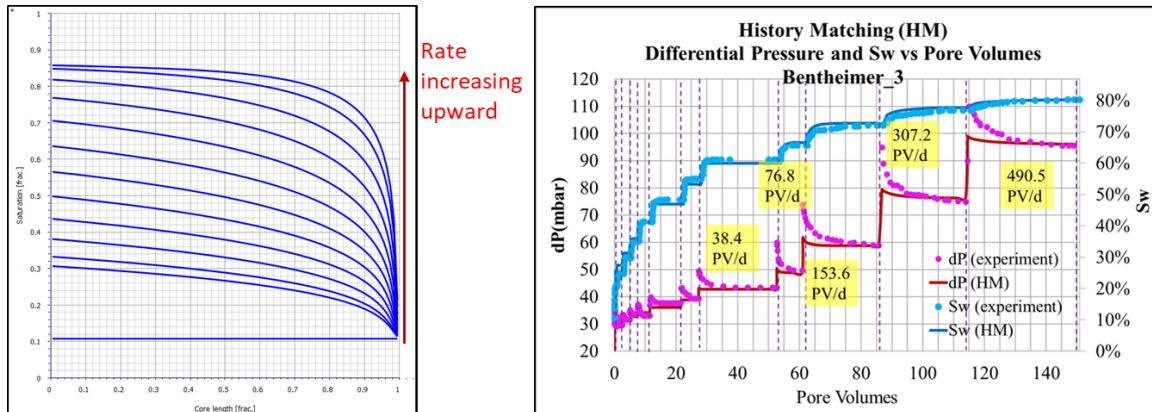 1
0.9
0.8
0.7
0.6
0.5
0.4
0.3
0.2
0.1
0
Saturation [frac.]
0 0.1 0.2 0.3 0.4 0.5 0.6 0.7 0.8 0.9 1
Core length [frac.]
Rate
increasing
upward
History Matching (HM)
Differential Pressure and Sw vs Pore Volumes
Bentheimer_3
120
110
100
90
80
70
60
50
40
30
20
dP(mbar)
38.4
PV/d
76.8
PV/d
153.6
PV/d
307.2
PV/d
490.5
PV/d
dP (experiment)
dP (HM)
Sw (experiment)
Sw (HM)
80%
70%
60%
50%
40%
30%
20%
10%
0%
Sw
0 20 40 60 80 100 120 140
Pore Volumes